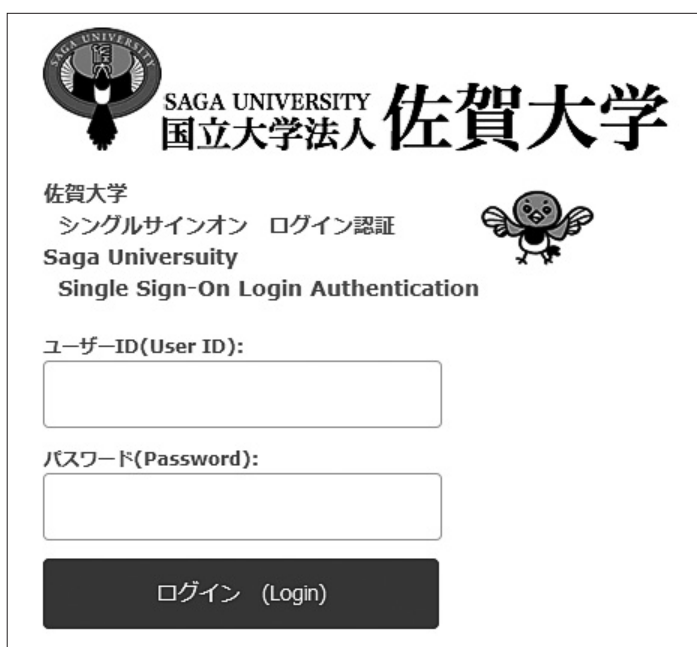 SAGA UNIVERSITY
SAGA UNIVERSITY
国立大学法人 佐賀大学
佐賀大学
シングルサインオン ログイン認証
Saga Universuity
Single Sign-On Login Authentication
ユーザーID(User ID):
パスワード(Password):
ログイン (Login)